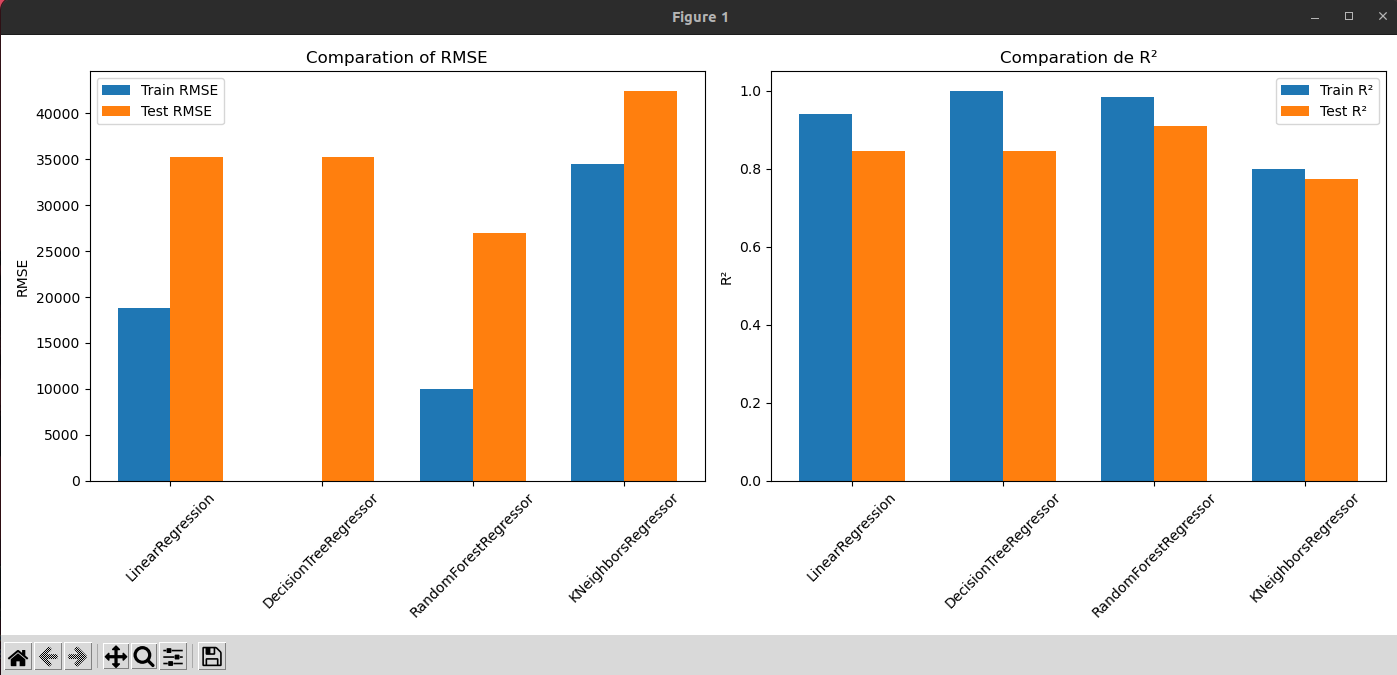 Figure 1
Comparation of RMSE
Train RMSE
Test RMSE
RMSE
40000
35000
30000
25000
20000
15000
10000
5000
0
LinearRegression
DecisionTreeRegressor
RandomForestRegressor
KNeighborsRegressor
Comparation de R²
Train R²
Test R²
R²
1.0
0.8
0.6
0.4
0.2
0.0
LinearRegression
DecisionTreeRegressor
RandomForestRegressor
KNeighborsRegressor